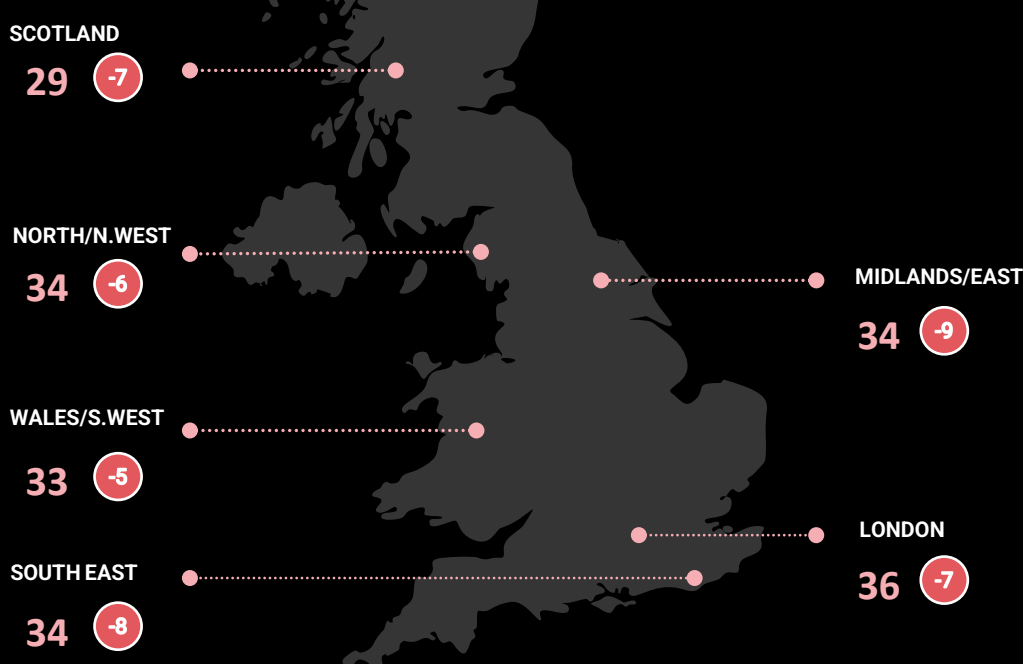 SCOTLAND
29 -7
NORTH/N.WEST
34 -6
MIDLANDS/EAST
34 -9
WALES/S.WEST
33 -5
LONDON
36 -7
SOUTH EAST
34 -8